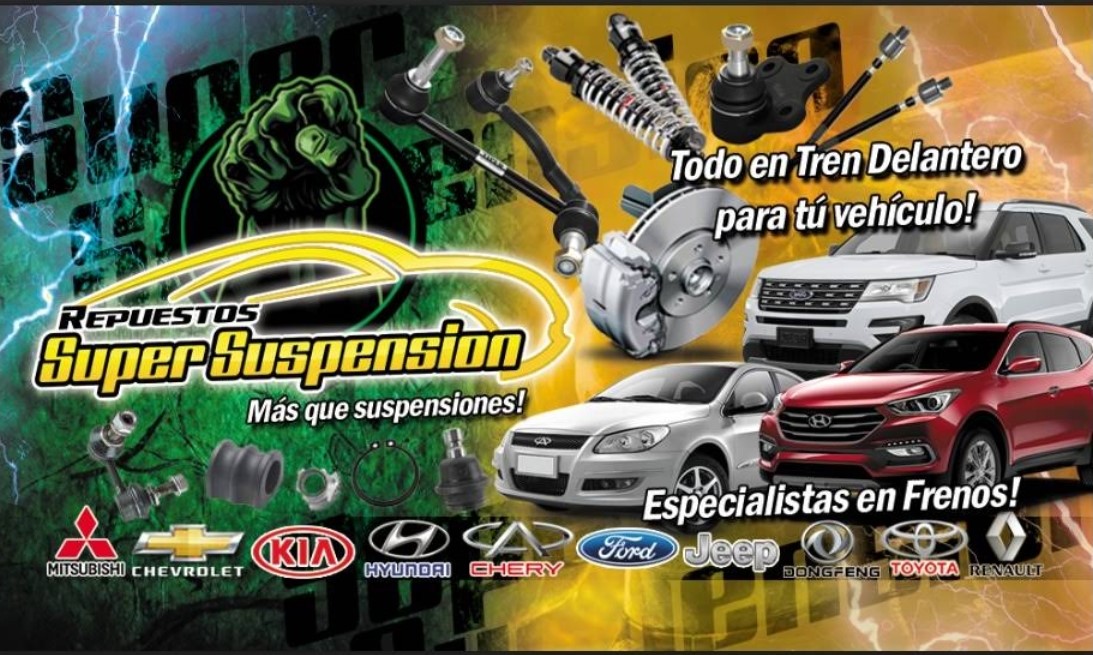 Todo en Tren Delantero
para tú vehículo!
REPUESTOS
Super Suspension
Más que suspensiones!
Especialistas en Frenos!
MITSUBISHI
CHEVROLET
KIA
HYUNDAI
CHERY
Ford
Jeep
DONGFENG
TOYOTA
RENAULT